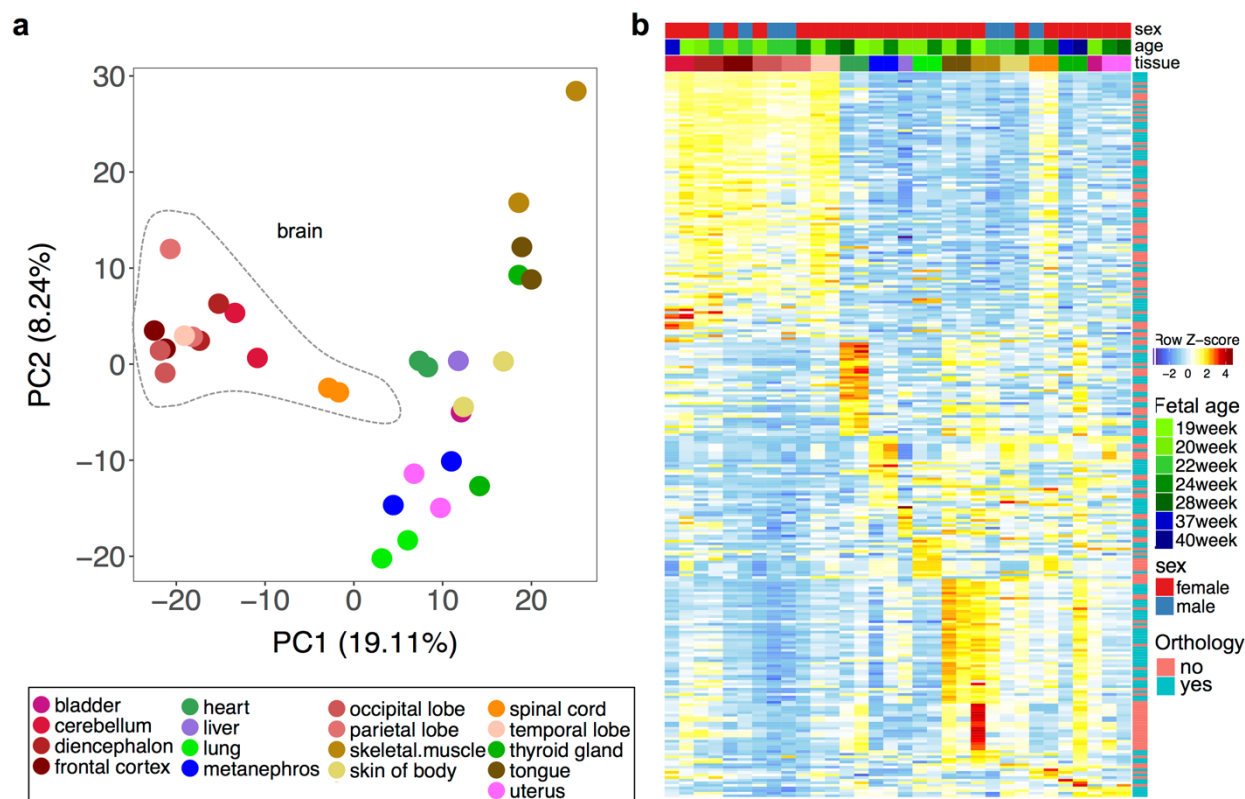 a
30
20
10
0
−10
−20
PC2 (8.24%)
brain
−20
−10
0
10
20
PC1 (19.11%)
bladder
cerebellum
diencephalon
frontal cortex
heart
liver
lung
metanephros
occipital lobe
parietal lobe
skeletal.muscle
skin of body
spinal cord
temporal lobe
thyroid gland
tongue
uterus
b
sex
age
tissue
Row Z-score
−2 0 2 4
Fetal age
19week
20week
22week
24week
28week
37week
40week
sex
female
male
Orthology
no
yes